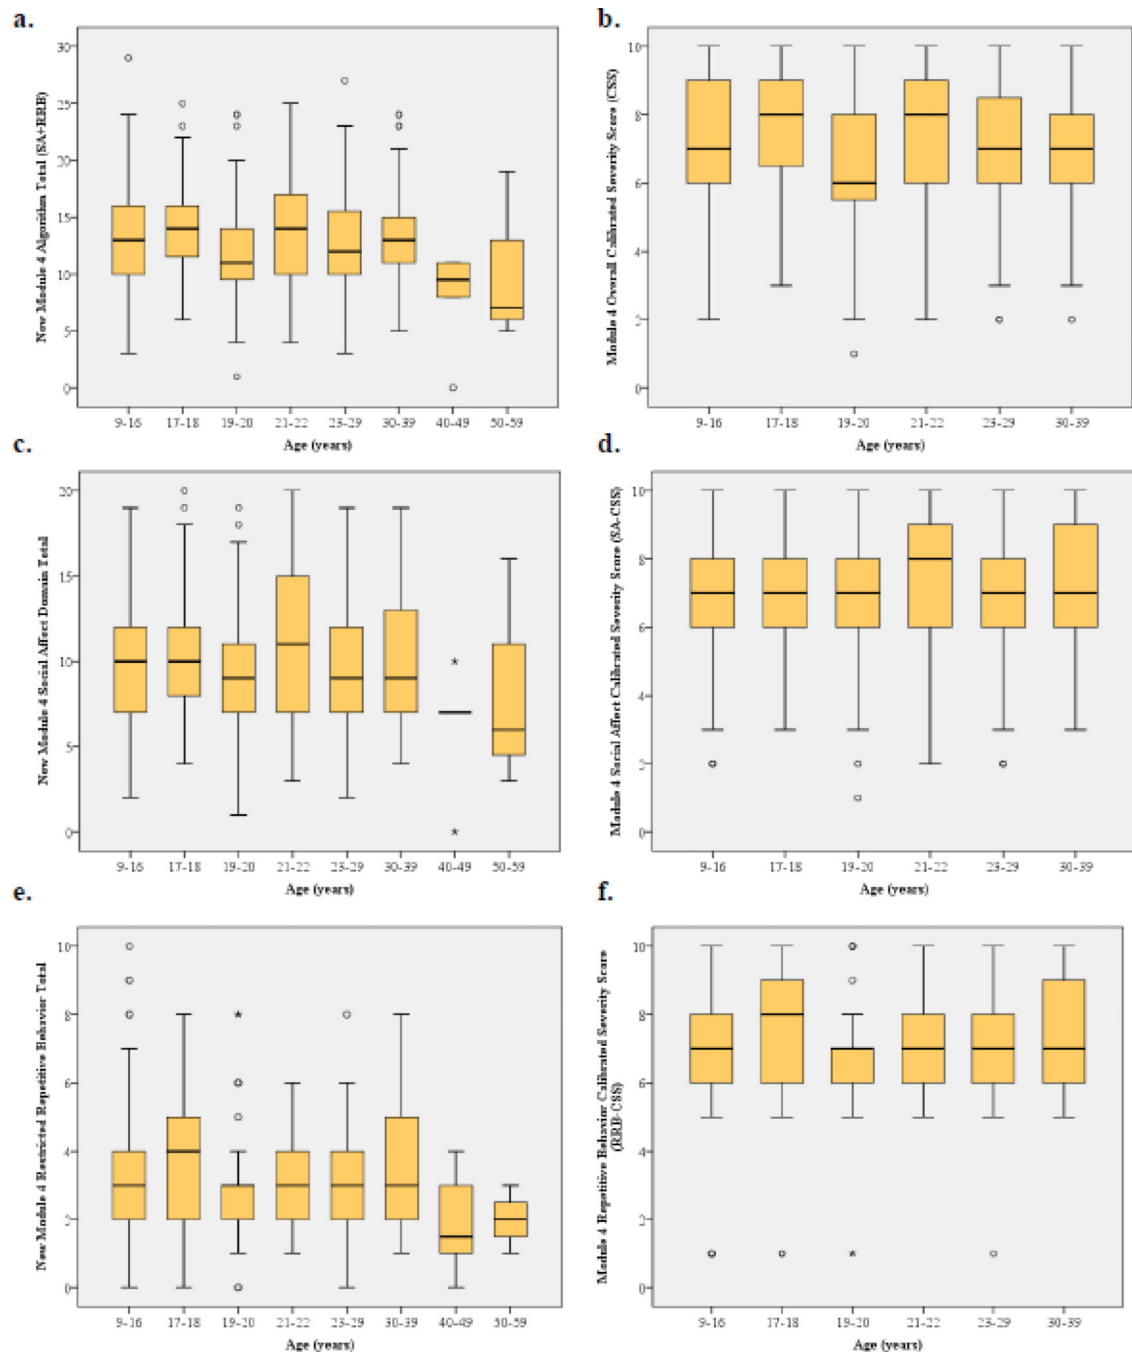 a.
New Module 4 Algorithm Total (SA+RRB)
30
25
20
15
10
5
0
9-16 17-18 19-20 21-22 23-29 30-39 40-49 50-59
Age (years)
b.
Module 4 Overall Calibrated Severity Score (CSS)
10
8
6
4
2
0
9-16 17-18 19-20 21-22 23-29 30-39
Age (years)
c.
New Module 4 Social Affect Domain Total
20
15
10
5
0
9-16 17-18 19-20 21-22 23-29 30-39 40-49 50-59
Age (years)
d.
Module 4 Social Affect Calibrated Severity Score (SA-CSS)
10
8
6
4
2
0
9-16 17-18 19-20 21-22 23-29 30-39
Age (years)
e.
New Module 4 Restricted Repetitive Behavior Total
10
8
6
4
2
0
9-16 17-18 19-20 21-22 23-29 30-39 40-49 50-59
Age (years)
f.
Module 4 Repetitive Behavior Calibrated Severity Score
(RRB-CSS)
10
8
6
4
2
0
9-16 17-18 19-20 21-22 23-29 30-39
Age (years)